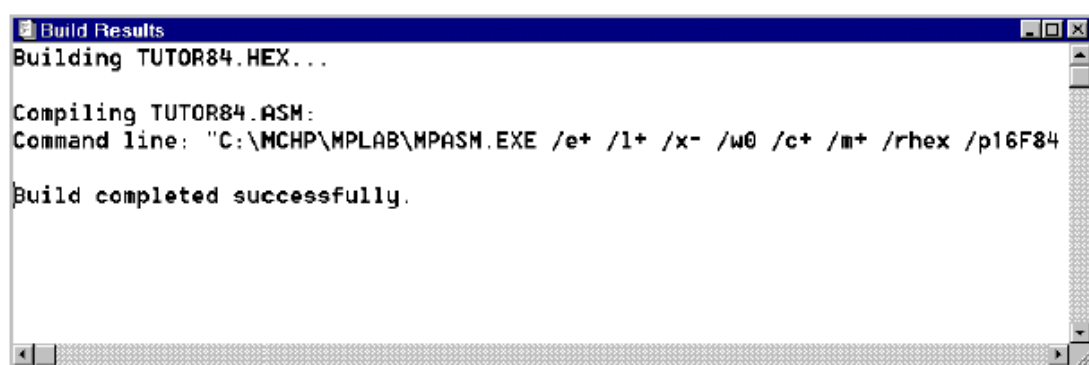 Build Results
Building TUTOR84.HEX...
Compiling TUTOR84.ASM:
Command line: "C:\MCHP\MPLAB\MPASM.EXE /e+ /l+ /x- /w0 /c+ /m+ /rhex /p16F84
Build completed successfully.